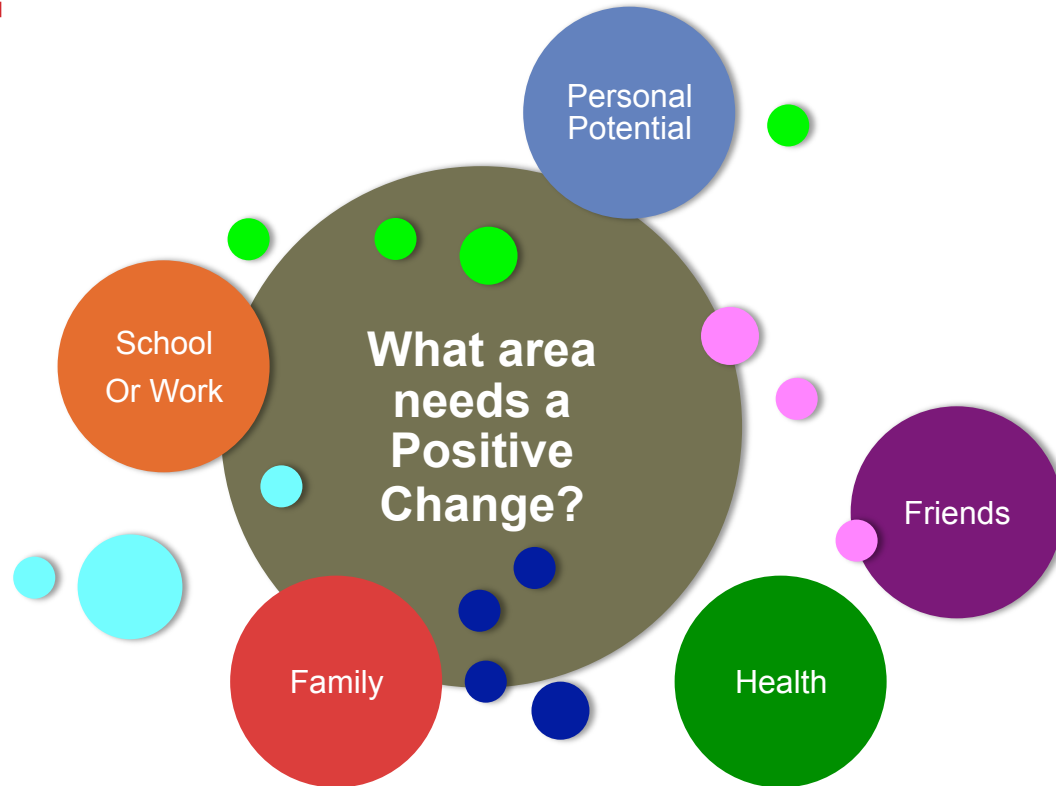 Personal
Potential
School
Or Work
What area
needs a
Positive
Change?
Friends
Family
Health